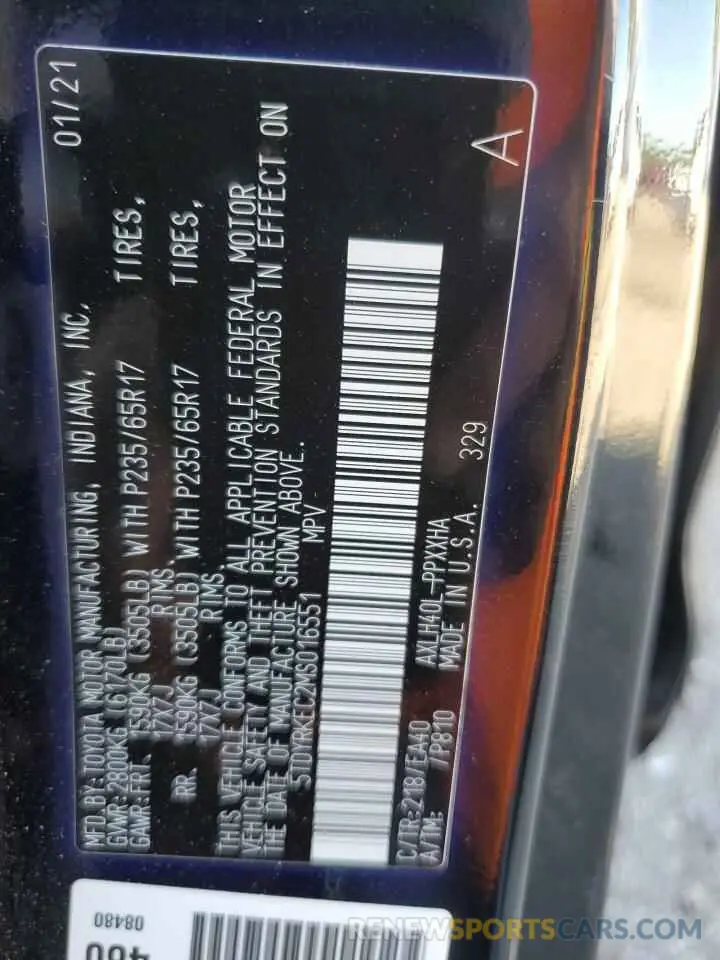 MFD. BY: TOYOTA MOTOR MANUFACTURING, INDIANA, INC. 01/21
GVWR: 2800KG (6170LB)
GAWR: FRT. 1590KG (3505LB) WITH P235/65R17 TIRES,
17X7J RIMS,
RR. 1590KG (3505LB) WITH P235/65R17 TIRES,
17X7J RIMS.
THIS VEHICLE CONFORMS TO ALL APPLICABLE FEDERAL MOTOR
VEHICLE SAFETY AND THEFT PREVENTION STANDARDS IN EFFECT ON
THE DATE OF MANUFACTURE SHOWN ABOVE.
5TDYRKEC2MS016551 MPV
C/TR: 218/EA40 AXLH40L-PPXXHA A
A/TM: /P810 MADE IN U.S.A. 329
08480
RENEWSPORTSCARS.COM